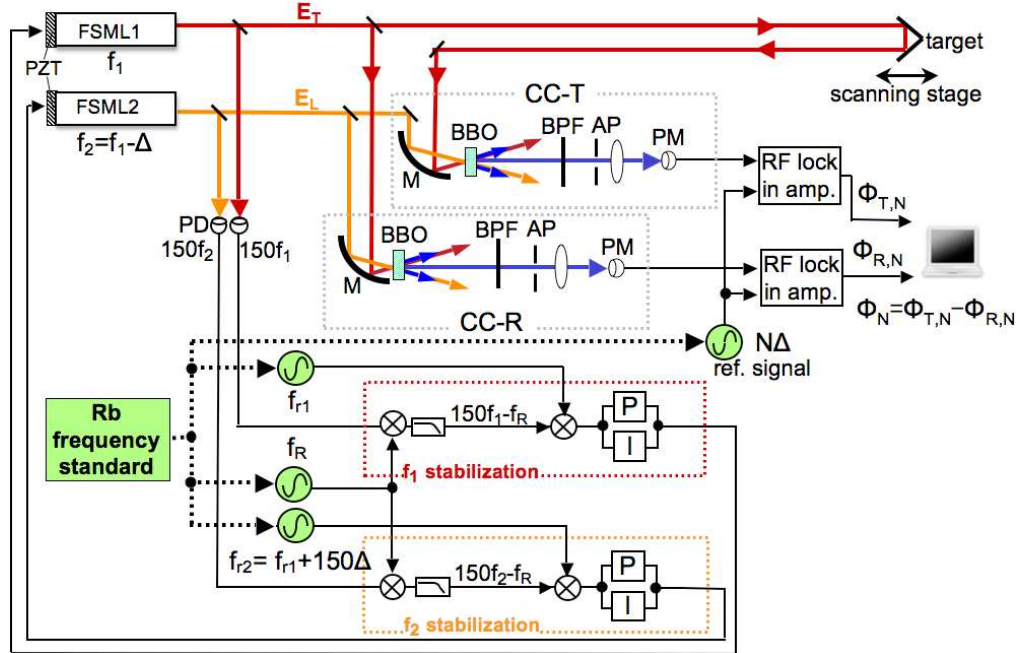 FSML1
E_T
PZT
f₁
target
FSML2
E_L
scanning stage
f₂=f₁-Δ
CC-T
BBO
BPF
AP
PM
M
RF lock
in amp.
Φ_T,N
PD
150f₂
150f₁
BBO
BPF
AP
PM
M
RF lock
in amp.
Φ_R,N
CC-R
Φ_N=Φ_T,N−Φ_R,N
NΔ
ref. signal
f_r1
Rb
frequency
standard
f_R
150f₁-f_R
P
I
f₁ stabilization
f_r2= f_r1+150Δ
150f₂-f_R
P
I
f₂ stabilization